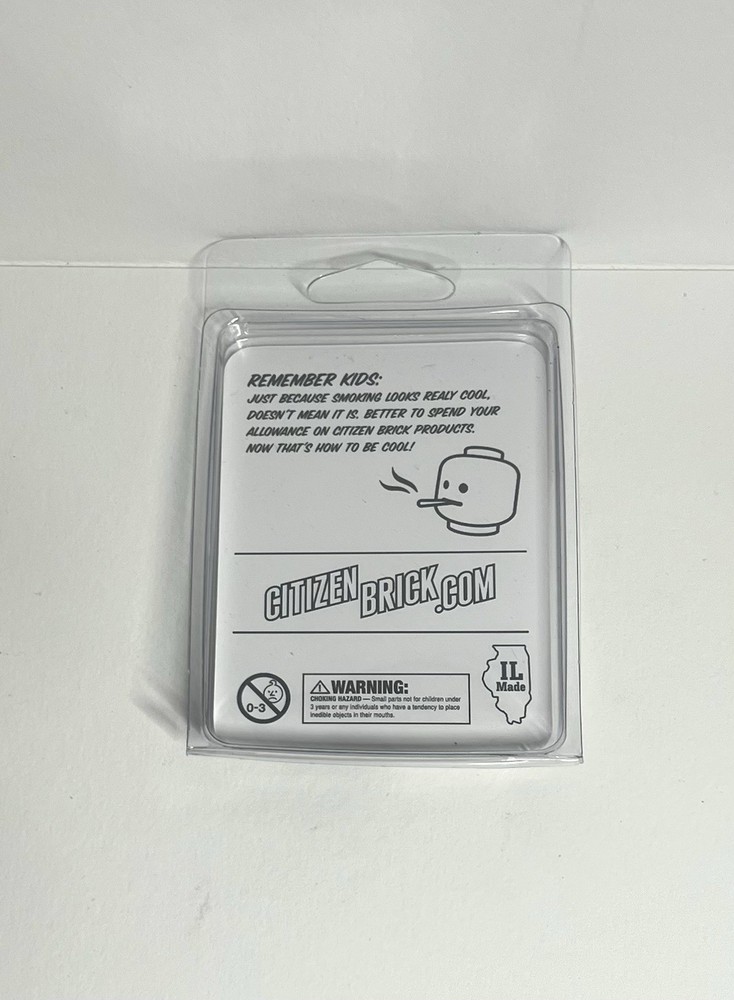 REMEMBER KIDS:
JUST BECAUSE SMOKING LOOKS REALY COOL,
DOESN'T MEAN IT IS. BETTER TO SPEND YOUR
ALLOWANCE ON CITIZEN BRICK PRODUCTS.
NOW THAT'S HOW TO BE COOL!
CITIZENBRICK.COM
0-3
WARNING:
CHOKING HAZARD — Small parts not for children under
3 years or any individuals who have a tendency to place
inedible objects in their mouths.
IL
Made